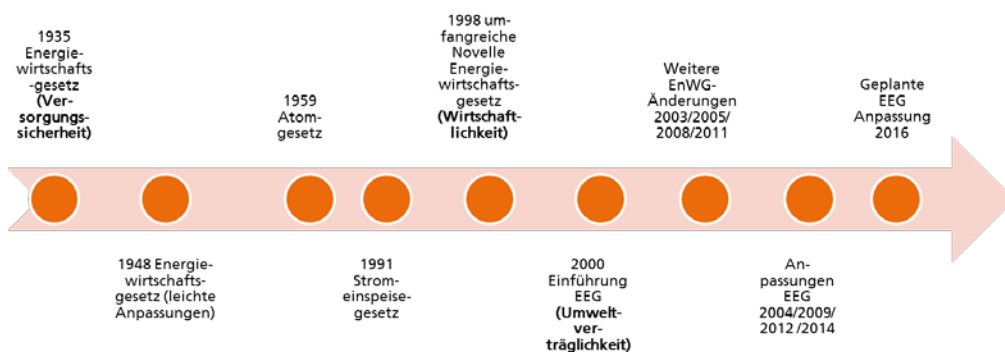 1935
Energie-
wirtschafts
-gesetz
(Ver-
sorgungs-
sicherheit)
1948 Energie-
wirtschafts-
gesetz (leichte
Anpassungen)
1959
Atom-
gesetz
1991
Strom-
einspeise-
gesetz
1998 um-
fangreiche
Novelle
Energie-
wirtschafts-
gesetz
(Wirtschaft-
lichkeit)
2000
Einführung
EEG
(Umwelt-
ver-
träglichkeit)
Weitere
EnWG-
Änderungen
2003/2005/
2008/2011
An-
passungen
EEG
2004/2009/
2012 /2014
Geplante
EEG
Anpassung
2016